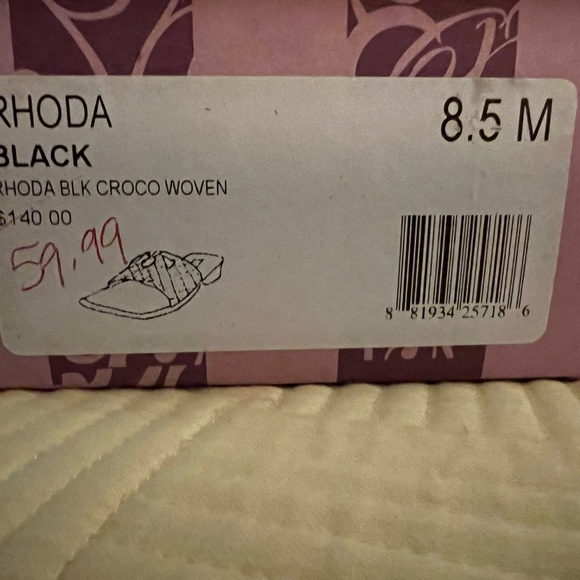 RHODA
8.5 M
BLACK
RHODA BLK CROCO WOVEN
$140 00
59.99
8 81934 25718 6